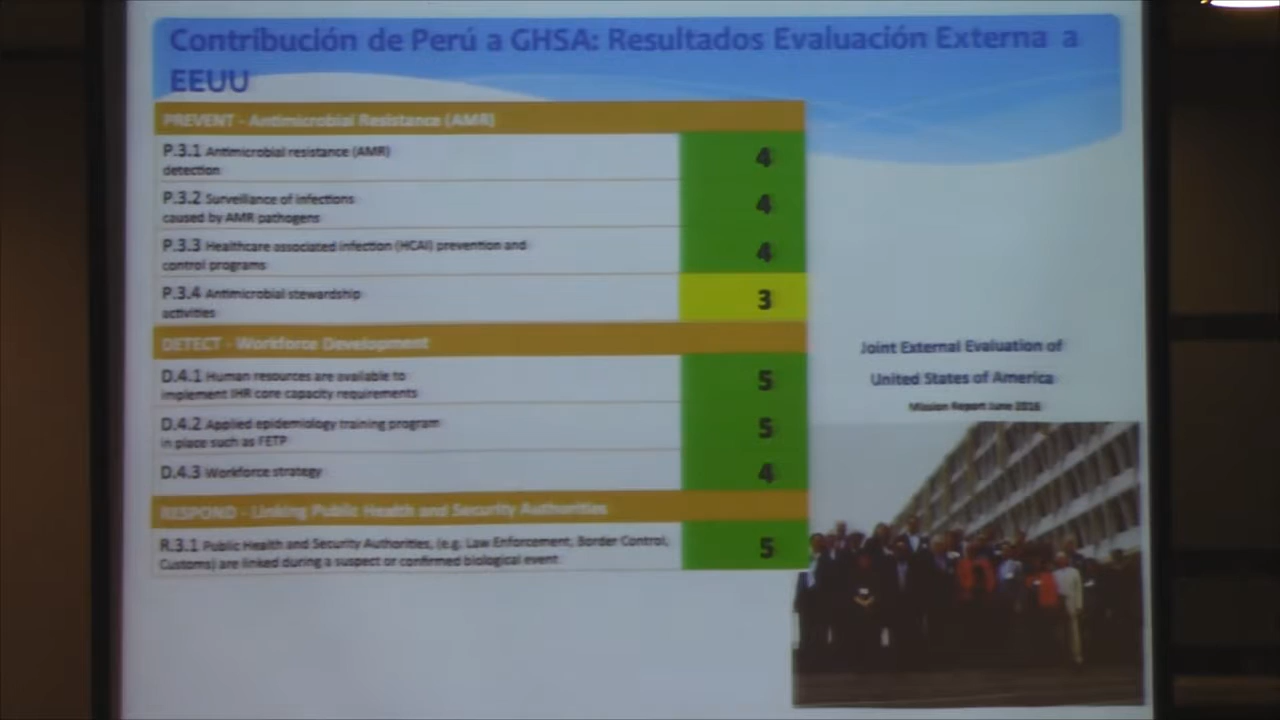 Contribución de Perú a GHSA: Resultados Evaluación Externa a
EEUU
PREVENT - Antimicrobial Resistance (AMR)
P.3.1 Antimicrobial resistance (AMR)
detection
4
P.3.2 Surveillance of infections
caused by AMR pathogens
4
P.3.3 Healthcare associated infection (HCAI) prevention and
control programs
4
P.3.4 Antimicrobial stewardship
activities
3
DETECT - Workforce Development
D.4.1 Human resources are available to
implement IHR core capacity requirements
5
D.4.2 Applied epidemiology training program
in place such as FETP
5
D.4.3 Workforce strategy
4
RESPOND - Linking Public Health and Security Authorities
R.3.1 Public Health and Security Authorities, (e.g. Law Enforcement, Border Control,
Customs) are linked during a suspect or confirmed biological event
5
Joint External Evaluation of
United States of America
Mission Report June 2016